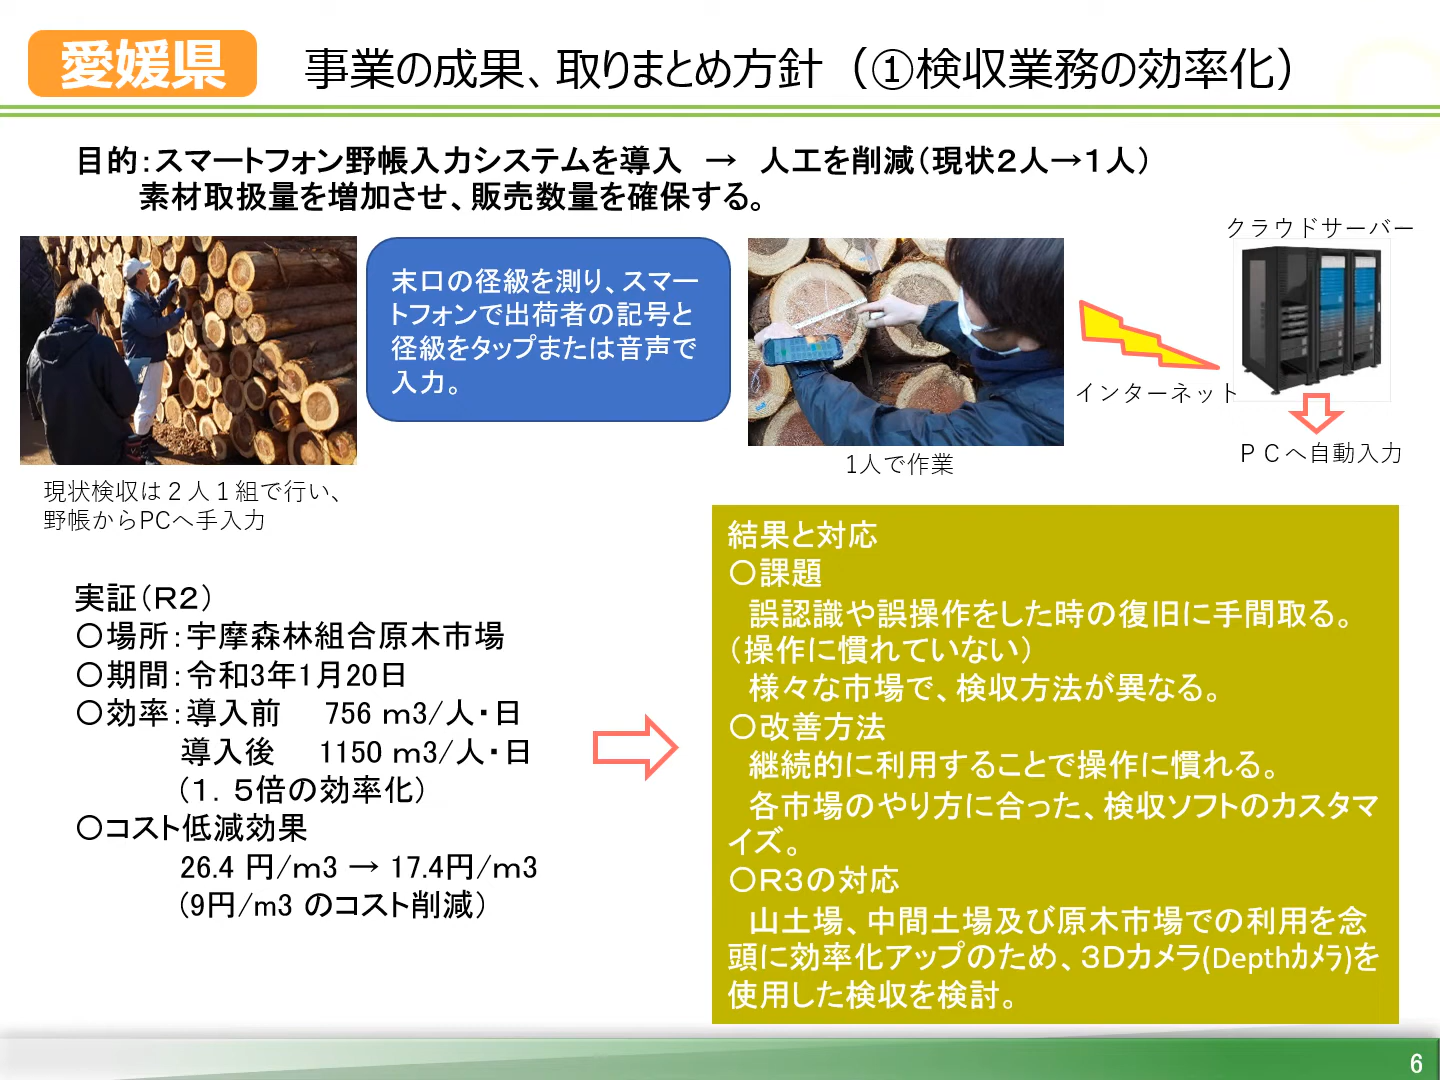 愛媛県
事業の成果、取りまとめ方針（①検収業務の効率化）
目的：スマートフォン野帳入力システムを導入　→　人工を削減（現状２人→１人）
素材取扱量を増加させ、販売数量を確保する。
末口の径級を測り、スマー
トフォンで出荷者の記号と
径級をタップまたは音声で
入力。
クラウドサーバー
インターネット
ＰＣへ自動入力
1人で作業
現状検収は２人１組で行い、
野帳からPCへ手入力
実証（Ｒ２）
〇場所：宇摩森林組合原木市場
〇期間：令和3年1月20日
〇効率：導入前　 756 ｍ3/人・日
導入後　 1150 ｍ3/人・日
（１．５倍の効率化）
〇コスト低減効果
26.4 円/ｍ3 → 17.4円/ｍ3
（9円/m3 のコスト削減）
結果と対応
〇課題
誤認識や誤操作をした時の復旧に手間取る。
（操作に慣れていない）
様々な市場で、検収方法が異なる。
〇改善方法
継続的に利用することで操作に慣れる。
各市場のやり方に合った、検収ソフトのカスタマ
イズ。
〇Ｒ３の対応
山土場、中間土場及び原木市場での利用を念
頭に効率化アップのため、３Ｄカメラ(Depthｶﾒﾗ)を
使用した検収を検討。
6